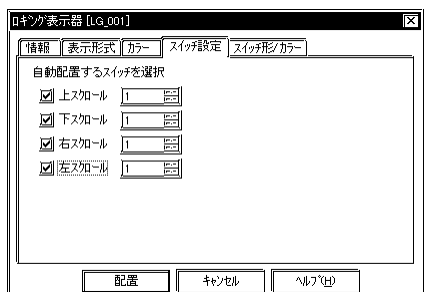 ﾛｷﾞﾝｸﾞ表示器 [LG_001]
情報 表示形式 ｶﾗｰ ｽｲｯﾁ設定 ｽｲｯﾁ形/ｶﾗｰ
自動配置するｽｲｯﾁを選択
上ｽｸﾛｰﾙ 1
下ｽｸﾛｰﾙ 1
右ｽｸﾛｰﾙ 1
左ｽｸﾛｰﾙ 1
配置 ｷｬﾝｾﾙ ﾍﾙﾌﾟ(H)